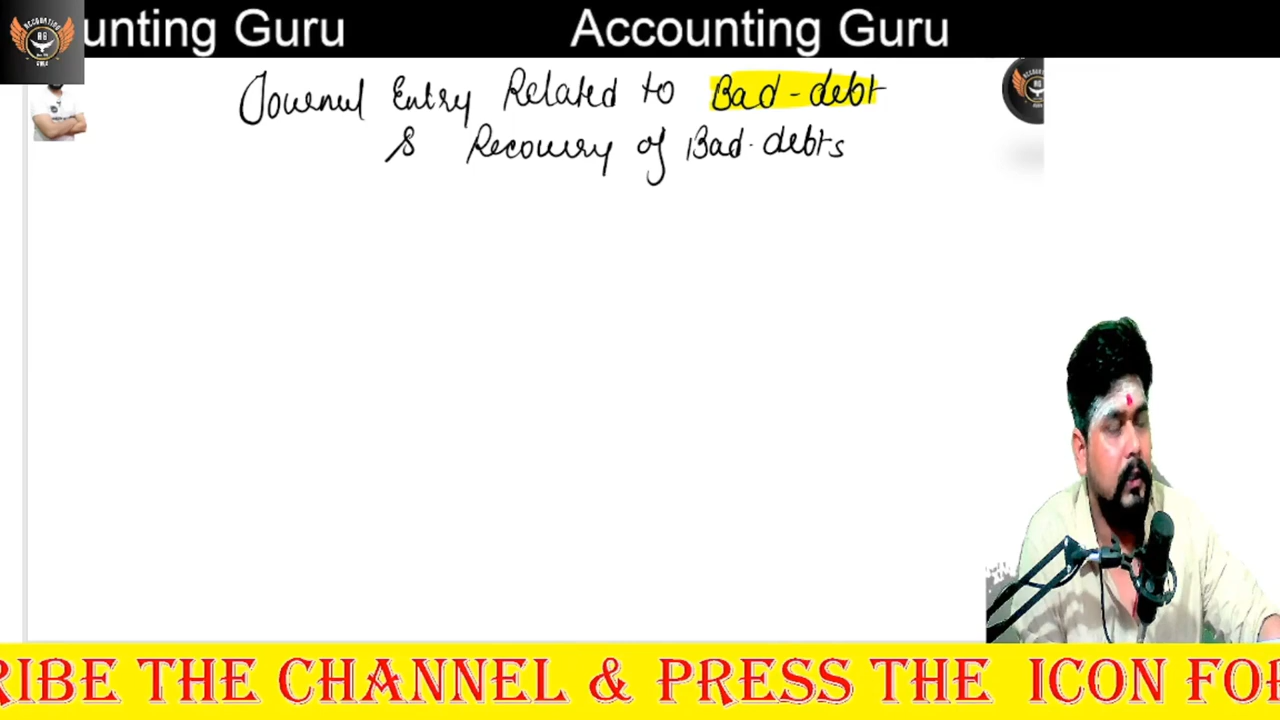 unting Guru Accounting Guru
Journal Entry Related to Bad-debt
& Recovery of Bad-debts
RIBE THE CHANNEL & PRESS THE ICON FOR